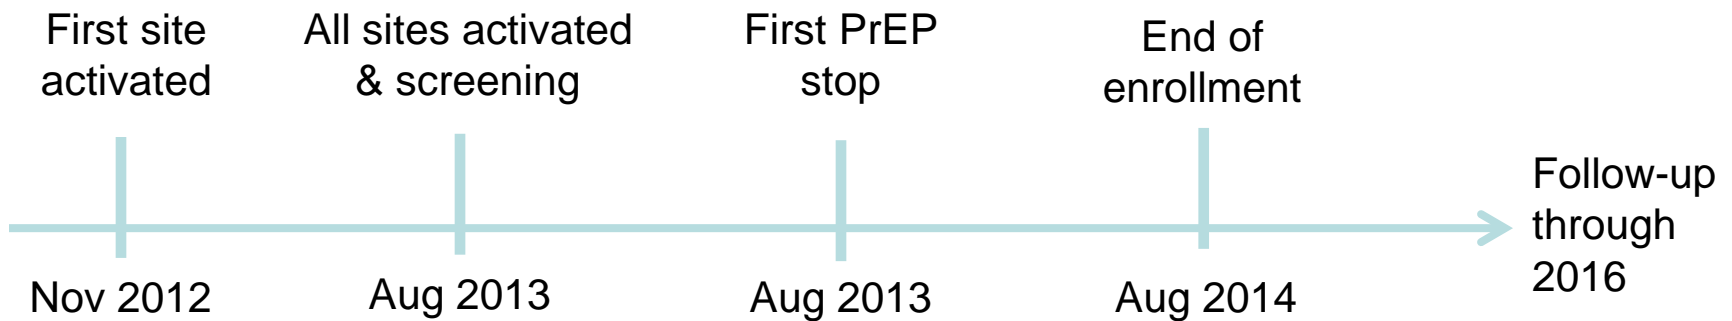 First site
activated
All sites activated
& screening
First PrEP
stop
End of
enrollment
Follow-up
through
2016
Nov 2012
Aug 2013
Aug 2013
Aug 2014